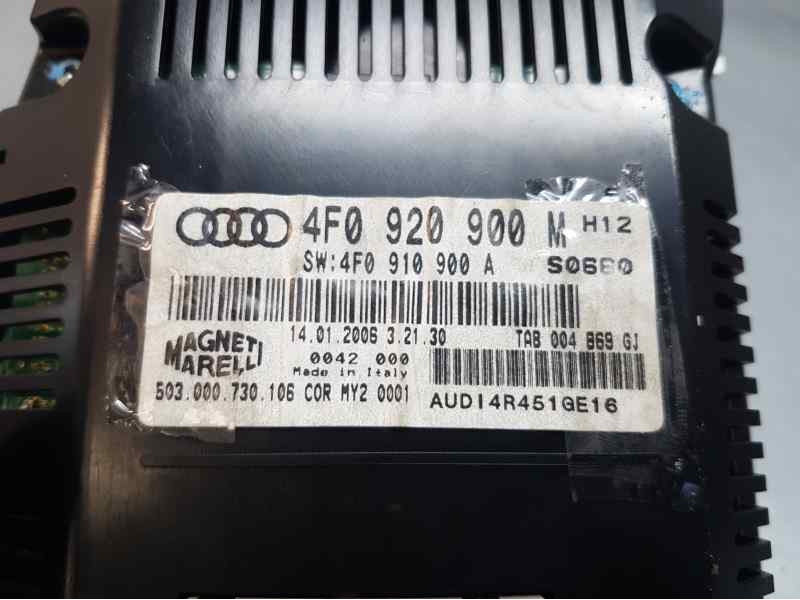 4F0 920 900 M H12
SW:4F0 910 900 A S0680
14.01.2006 3.21.30 TAB 004 869 GJ
MAGNETI
MARELLI
0042 000
Made in Italy
503.000.730.106 COR MY2 0001
AUDI4R451GE16